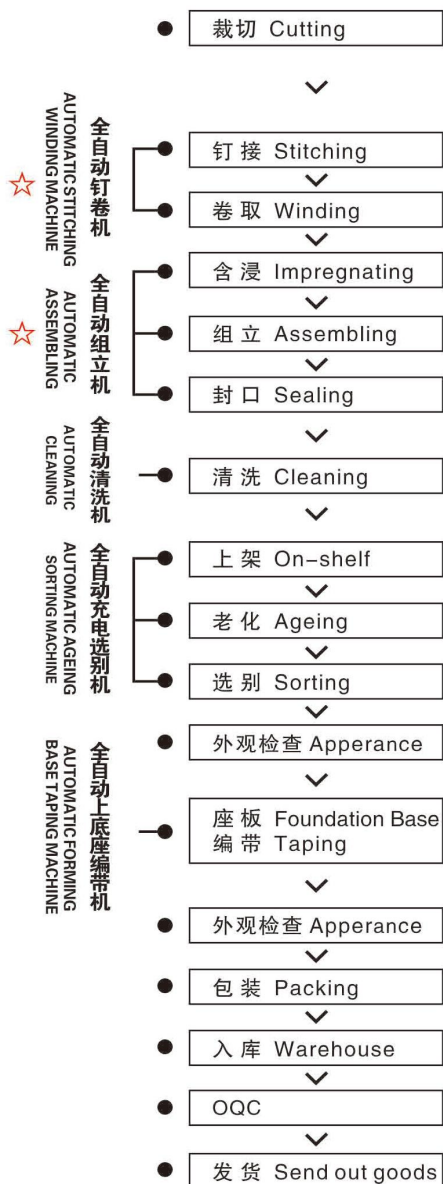 裁切 Cutting
全自动钉卷机
AUTOMATIC STITCHING
WINDING MACHINE
钉接 Stitching
卷取 Winding
全自动组立机
AUTOMATIC
ASSEMBLING
含浸 Impregnating
组立 Assembling
封口 Sealing
全自动清洗机
AUTOMATIC
CLEANING
清洗 Cleaning
全自动充电选别机
AUTOMATIC AGEING
SORTING MACHINE
上架 On-shelf
老化 Ageing
选别 Sorting
外观检查 Apperance
全自动上底座编带机
AUTOMATIC FORMING
BASE TAPING MACHINE
座板 Foundation Base
编带 Taping
外观检查 Apperance
包装 Packing
入库 Warehouse
OQC
发货 Send out goods